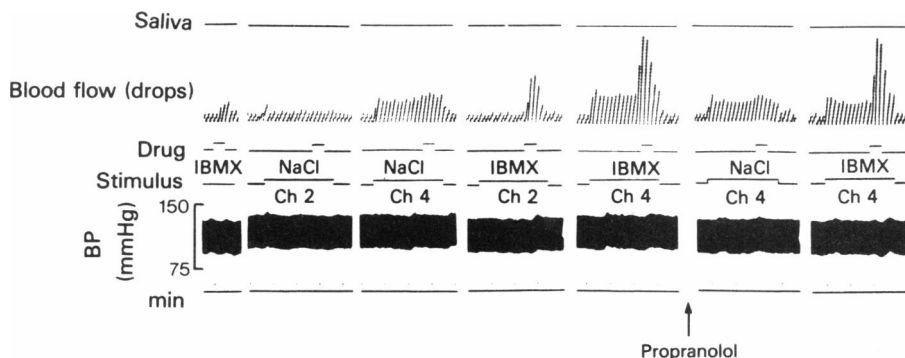 Saliva
Blood flow (drops)
Drug
IBMX NaCl NaCl IBMX IBMX NaCl IBMX
Stimulus
Ch 2 Ch 4 Ch 2 Ch 4 Ch 4 Ch 4
150
BP
(mmHg)
75
min
Propranolol